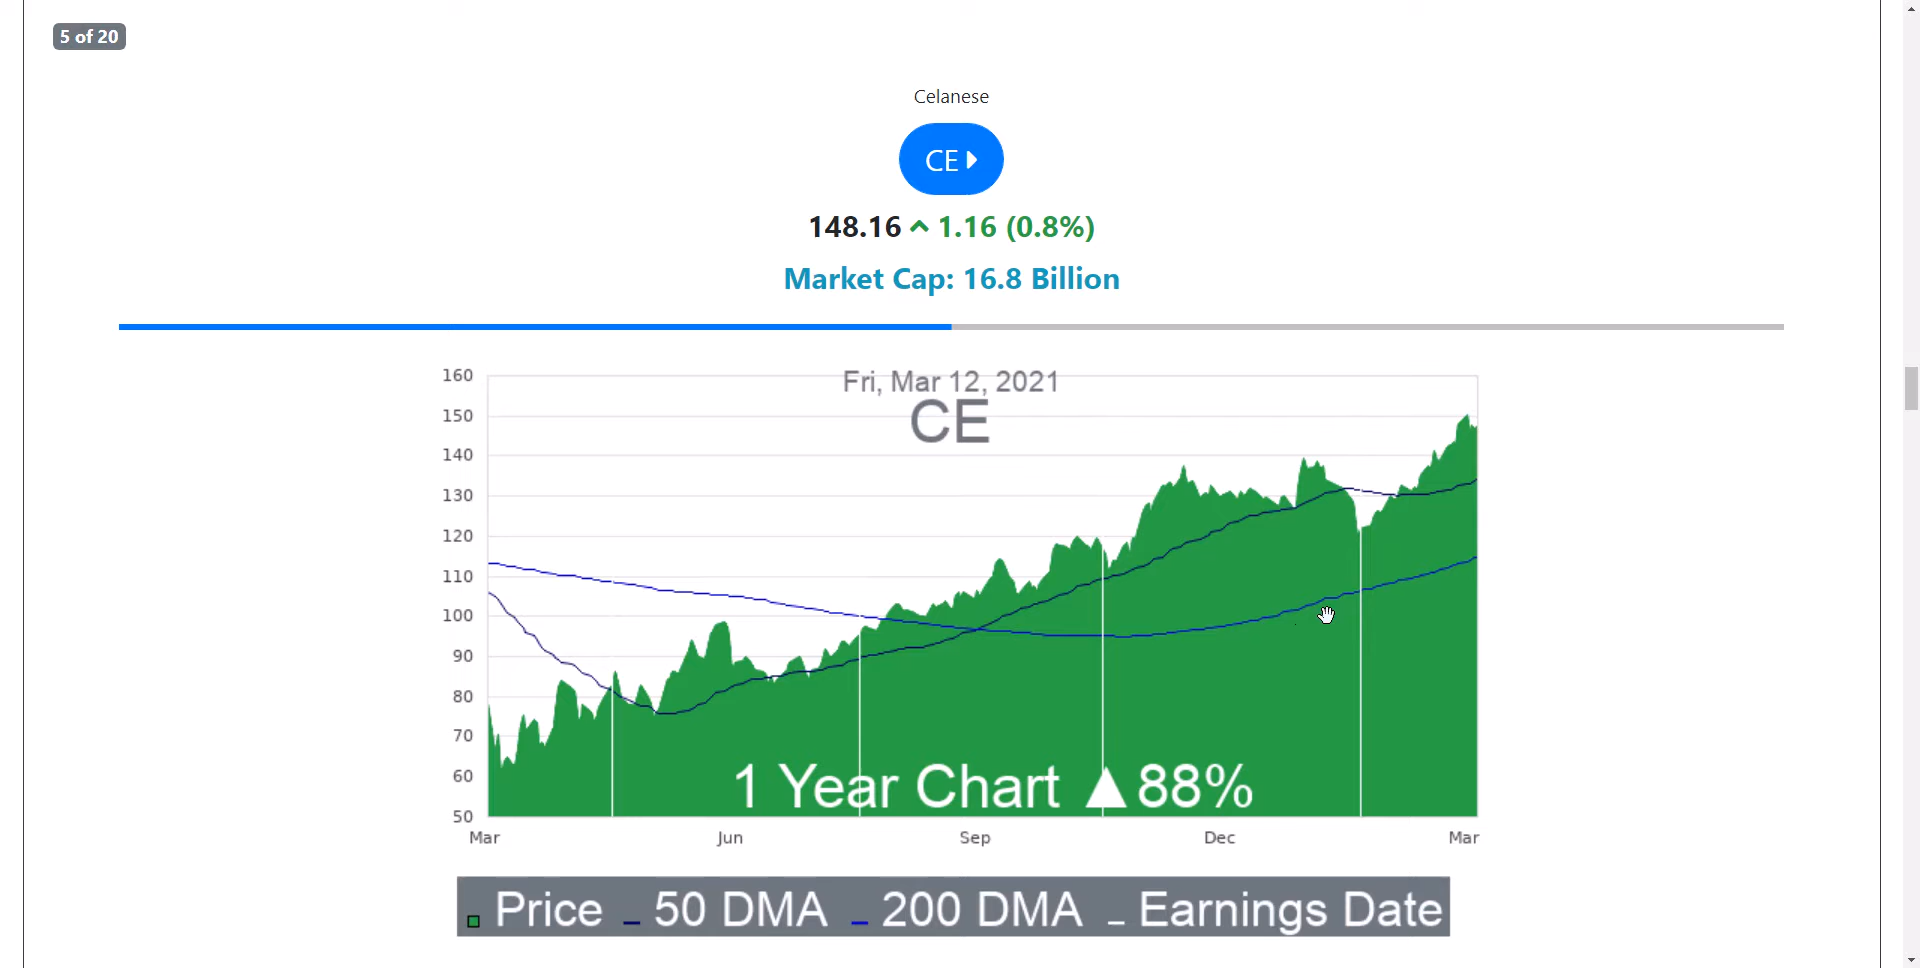 5 of 20
Celanese
CE
148.16 1.16 (0.8%)
Market Cap: 16.8 Billion
Fri, Mar 12, 2021
CE
160
150
140
130
120
110
100
90
80
70
60
50
1 Year Chart ▲88%
Mar Jun Sep Dec Mar
Price 50 DMA 200 DMA Earnings Date